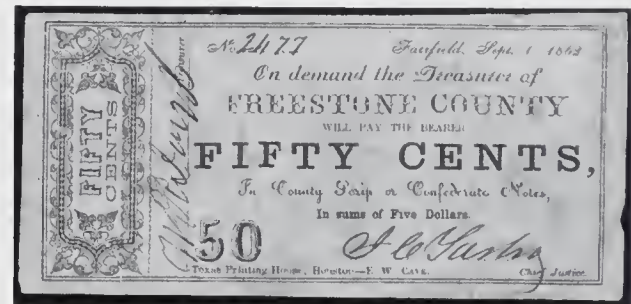 No. 2477 Fairfield, Sept. 1 1862
On demand the Treasurer of
FREESTONE COUNTY
WILL PAY THE BEARER
FIFTY CENTS,
In County Scrip or Confederate Notes,
In sums of Five Dollars.
50
Texas Printing House, Houston—E. W. CAVE. Chief Justice.
FIFTY
CENTS
Treasurer